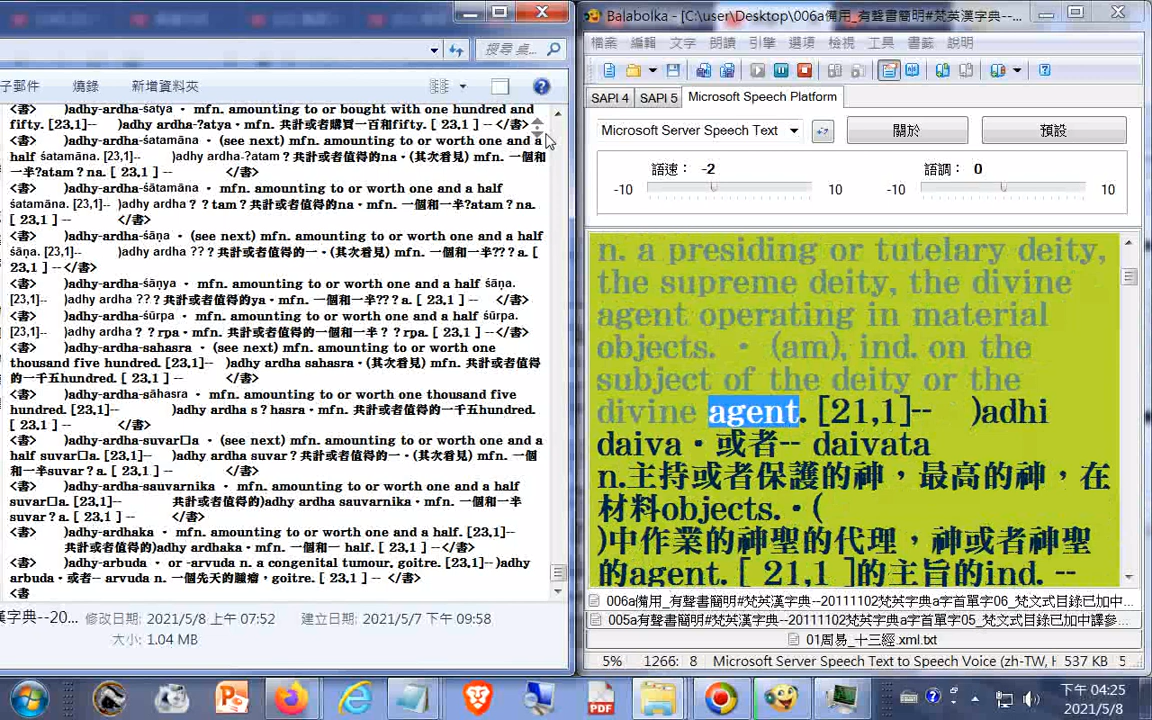 搜尋 桌...
子郵件 燒錄 新增資料夾
<書> )adhy-ardha-śatya · mfn. amounting to or bought with one hundred and
fifty. [23,1]-- )adhy ardha-?atya · mfn. 共計或者購買一百和fifty. [ 23,1 ] -- </書>
<書> )adhy-ardha-śatamāna · (see next) mfn. amounting to or worth one and a
half śatamāna. [23,1]-- )adhy ardha-?atam ? 共計或者值得的na · (其次看見) mfn. 一個和
一半?atam ? na. [ 23,1 ] -- </書>
<書> )adhy-ardha-śātamāna · mfn. amounting to or worth one and a half
śatamāna. [23,1]-- )adhy ardha ? ? tam ? 共計或者值得的na · mfn. 一個和一半?atam ? na.
[ 23,1 ] -- </書>
<書> )adhy-ardha-śāṇa · (see next) mfn. amounting to or worth one and a half
śāṇa. [23,1]-- )adhy ardha ?? ? 共計或者值得的一 · (其次看見) mfn. 一個和一半??? a. [
23,1 ] -- </書>
<書> )adhy-ardha-śāṇya · mfn. amounting to or worth one and a half śāṇa.
[23,1]-- )adhy ardha ?? ? 共計或者值得的ya · mfn. 一個和一半? ? ? a. [ 23,1 ] -- </書>
<書> )adhy-ardha-śūrpa · mfn. amounting to or worth one and a half śūrpa.
[23,1]-- )adhy ardha ? ? rpa · mfn. 共計或者值得的一個和一半? ? rpa. [ 23,1 ] -- </書>
<書> )adhy-ardha-sahasra · (see next) mfn. amounting to or worth one
thousand five hundred. [23,1]-- )adhy ardha sahasra · (其次看見) mfn. 共計或者值得
的一千五hundred. [ 23,1 ] -- </書>
<書> )adhy-ardha-sāhasra · mfn. amounting to or worth one thousand five
hundred. [23,1]-- )adhy ardha s ? hasra · mfn. 共計或者值得的一千五hundred.
[ 23,1 ] -- </書>
<書> )adhy-ardha-suvar□a · (see next) mfn. amounting to or worth one and a
half suvar□a. [23,1]-- )adhy ardha suvar ? 共計或者值得的一 · (其次看見) mfn. 一個
和一半suvar ? a. [ 23,1 ] -- </書>
<書> )adhy-ardha-sauvarnika · mfn. amounting to or worth one and a half
suvar□a. [23,1]-- 共計或者值得的)adhy ardha sauvarnika · mfn. 一個和一半
suvar ? a. [ 23,1 ] -- </書>
<書> )adhy-ardhaka · mfn. amounting to or worth one and a half. [23,1]--
共計或者值得的)adhy ardhaka · mfn. 一個和一 half. [ 23,1 ] -- </書>
<書> )adhy-arbuda · or -arvuda n. a congenital tumour, goitre. [23,1]-- )adhy
arbuda · 或者-- arvuda n. 一個先天的腫瘤，goitre. [ 23,1 ] -- </書>
<書
漢字典--20... 修改日期: 2021/5/8 上午 07:52 建立日期: 2021/5/7 下午 09:58
大小: 1.04 MB
Balabolka - [C:\user\Desktop\006a備用_有聲書簡明#梵英漢字典--...
檔案 編輯 文字 朗讀 引擎 選項 檢視 工具 書籤 說明
SAPI 4 SAPI 5 Microsoft Speech Platform
Microsoft Server Speech Text 關於 預設
語速: -2 語調: 0
-10 10 -10 10
n. a presiding or tutelary deity,
the supreme deity, the divine
agent operating in material
objects. · (am), ind. on the
subject of the deity or the
divine agent. [21,1]-- )adhi
daiva · 或者-- daivata
n.主持或者保護的神，最高的神，在
材料objects. · (
)中作業的神聖的代理，神或者神聖
的agent. [ 21,1 ]的主旨的ind. --
006a備用_有聲書簡明#梵英漢字典--20111102梵英字典a字首單字06_梵文式目錄已加中...
005a有聲書簡明#梵英漢字典--20111102梵英字典a字首單字05_梵文式目錄已加中譯參...
01周易_十三經.xml.txt
5% 1266: 8 Microsoft Server Speech Text to Speech Voice (zh-TW, H 537 KB 5
PDF
下午 04:25
2021/5/8